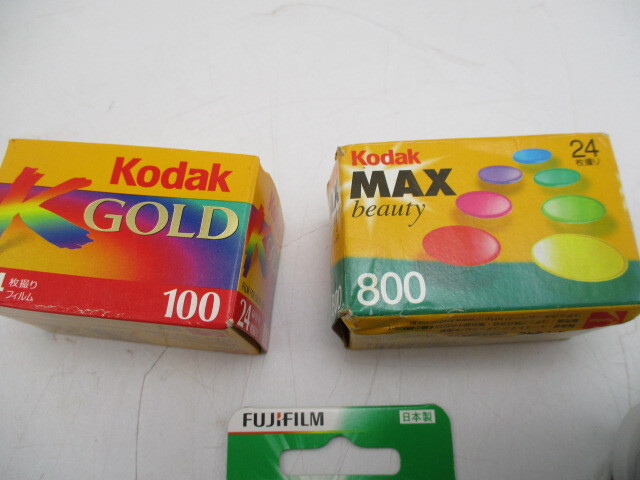 Kodak
GOLD
枚撮り
フィルム
100
24
Kodak
MAX
beauty
24
枚撮り
800
FUJIFILM
日本製